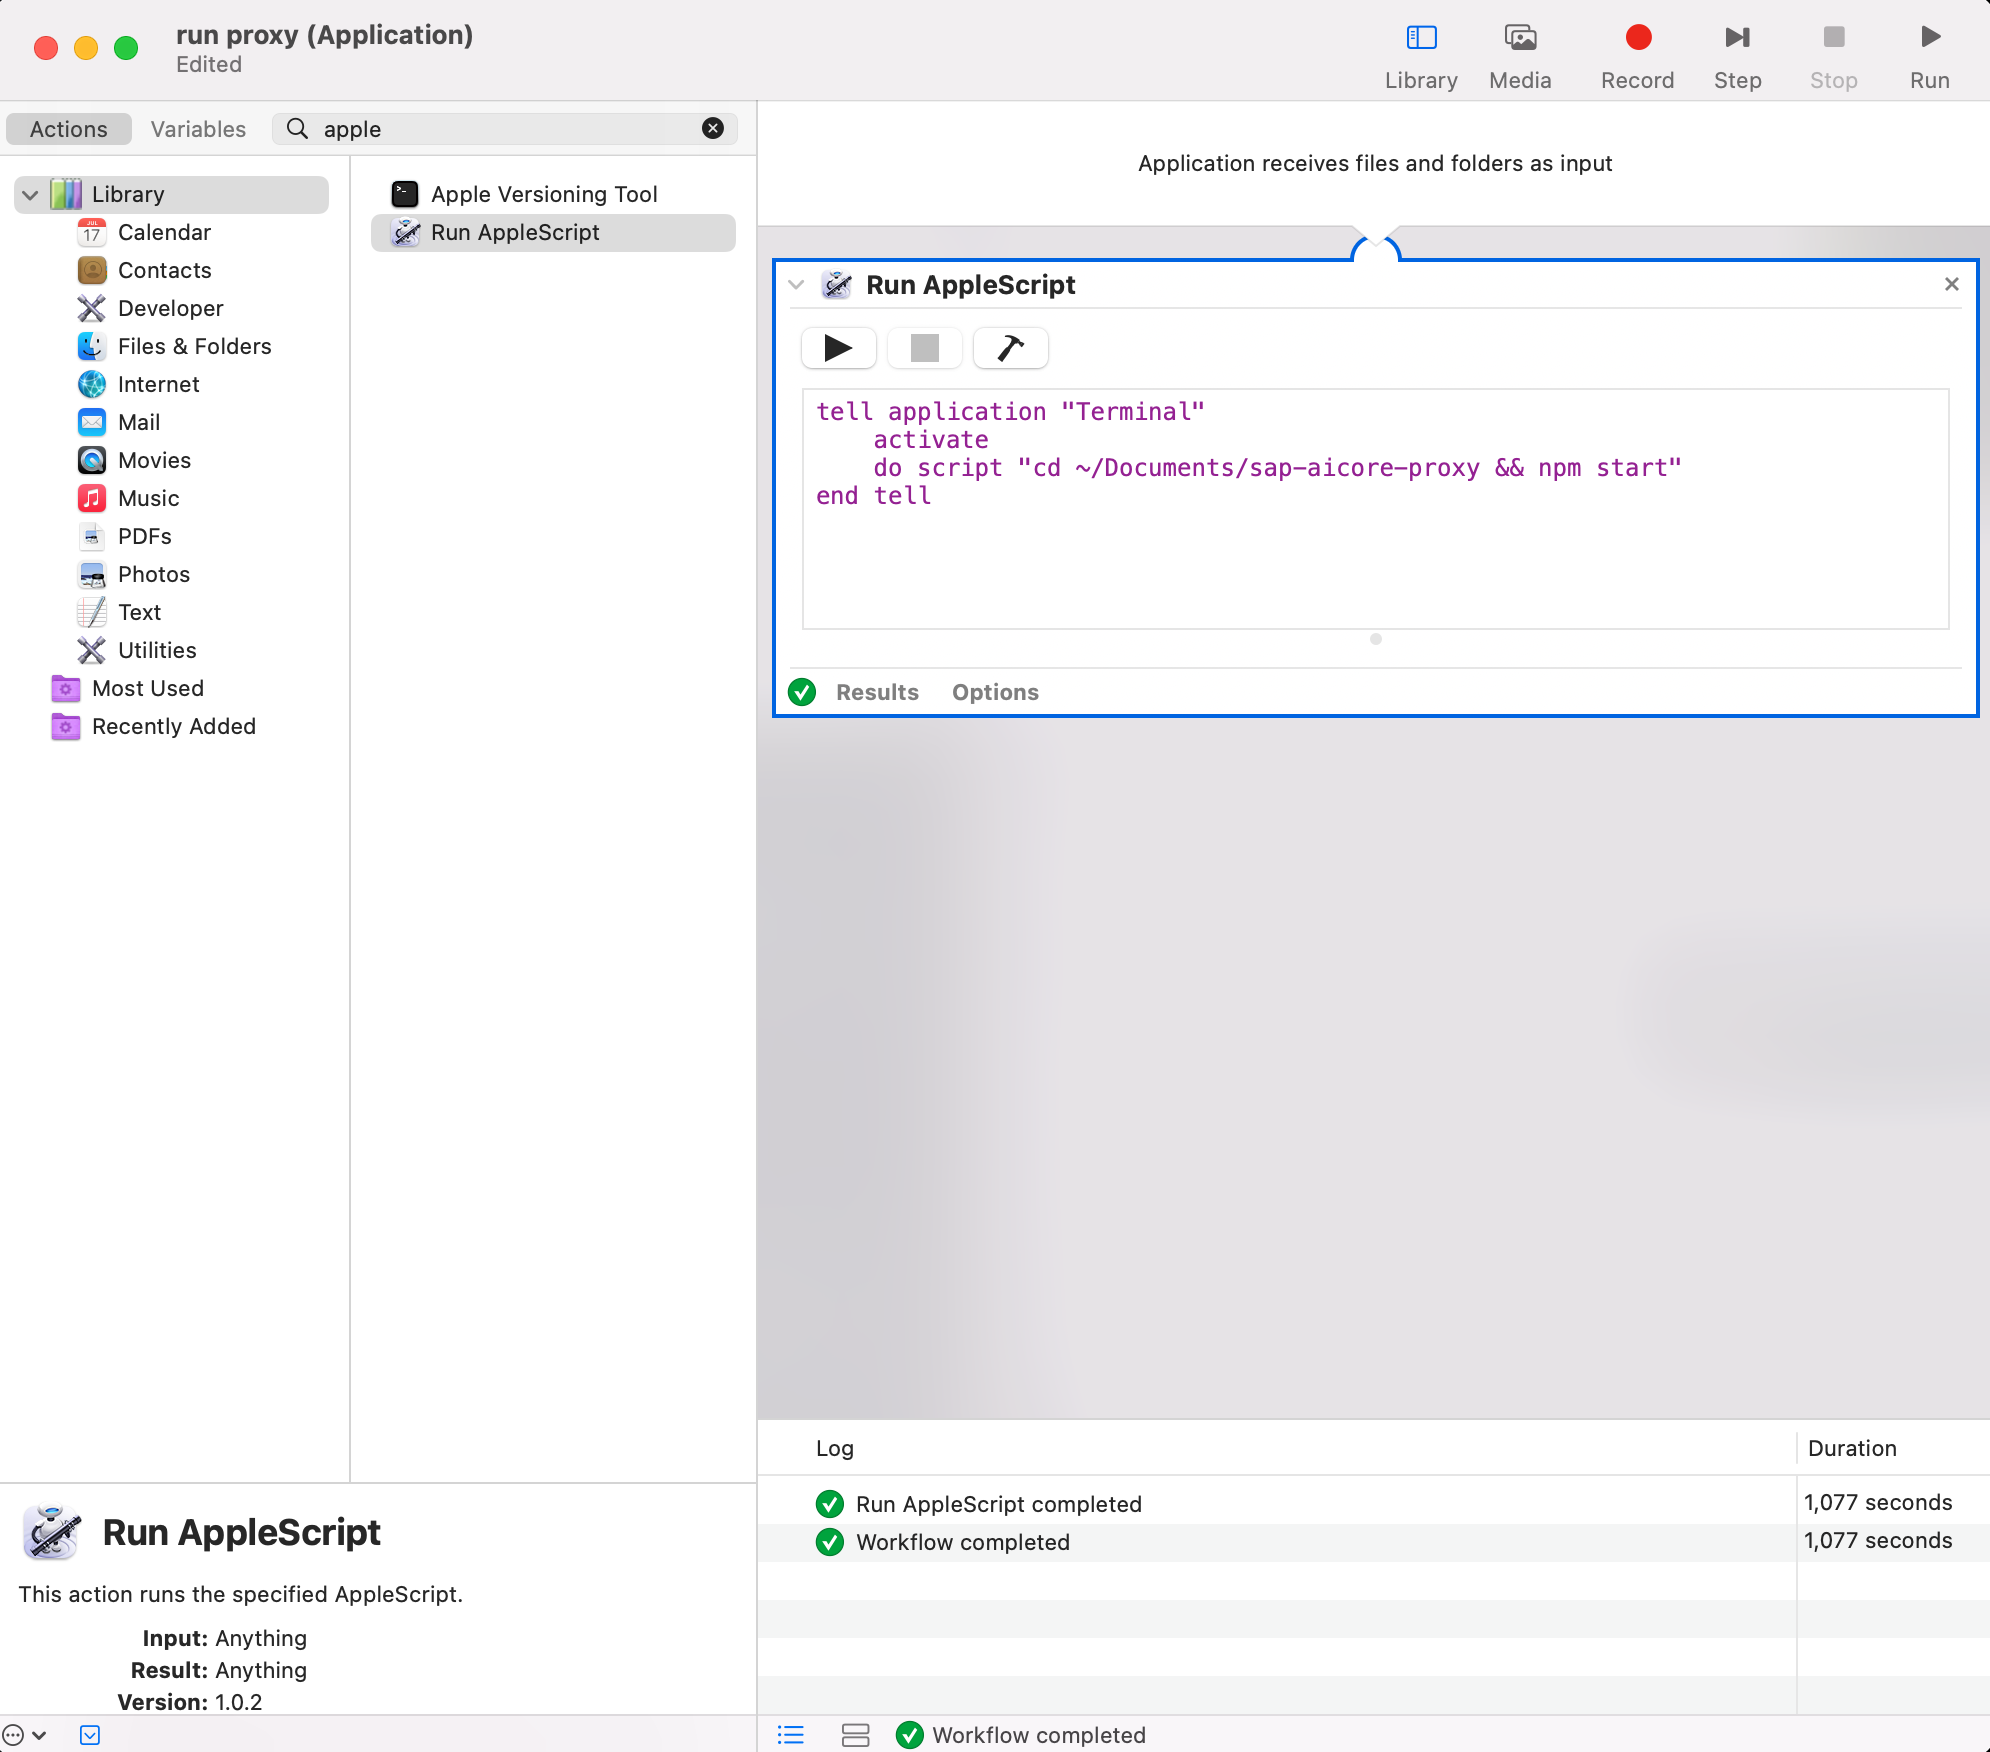 run proxy (Application)
Edited
Library
Media
Record
Step
Stop
Run
Actions
Variables
apple
Library
Calendar
JUL
17
Contacts
Developer
Files & Folders
Internet
Mail
Movies
Music
PDFs
Photos
Text
Utilities
Most Used
Recently Added
Apple Versioning Tool
Run AppleScript
Application receives files and folders as input
Run AppleScript
tell application "Terminal"
    activate
    do script "cd ~/Documents/sap-aicore-proxy && npm start"
end tell
Results
Options
Log
Duration
Run AppleScript completed
1,077 seconds
Workflow completed
1,077 seconds
Run AppleScript
This action runs the specified AppleScript.
Input: Anything
Result: Anything
Version: 1.0.2
Workflow completed